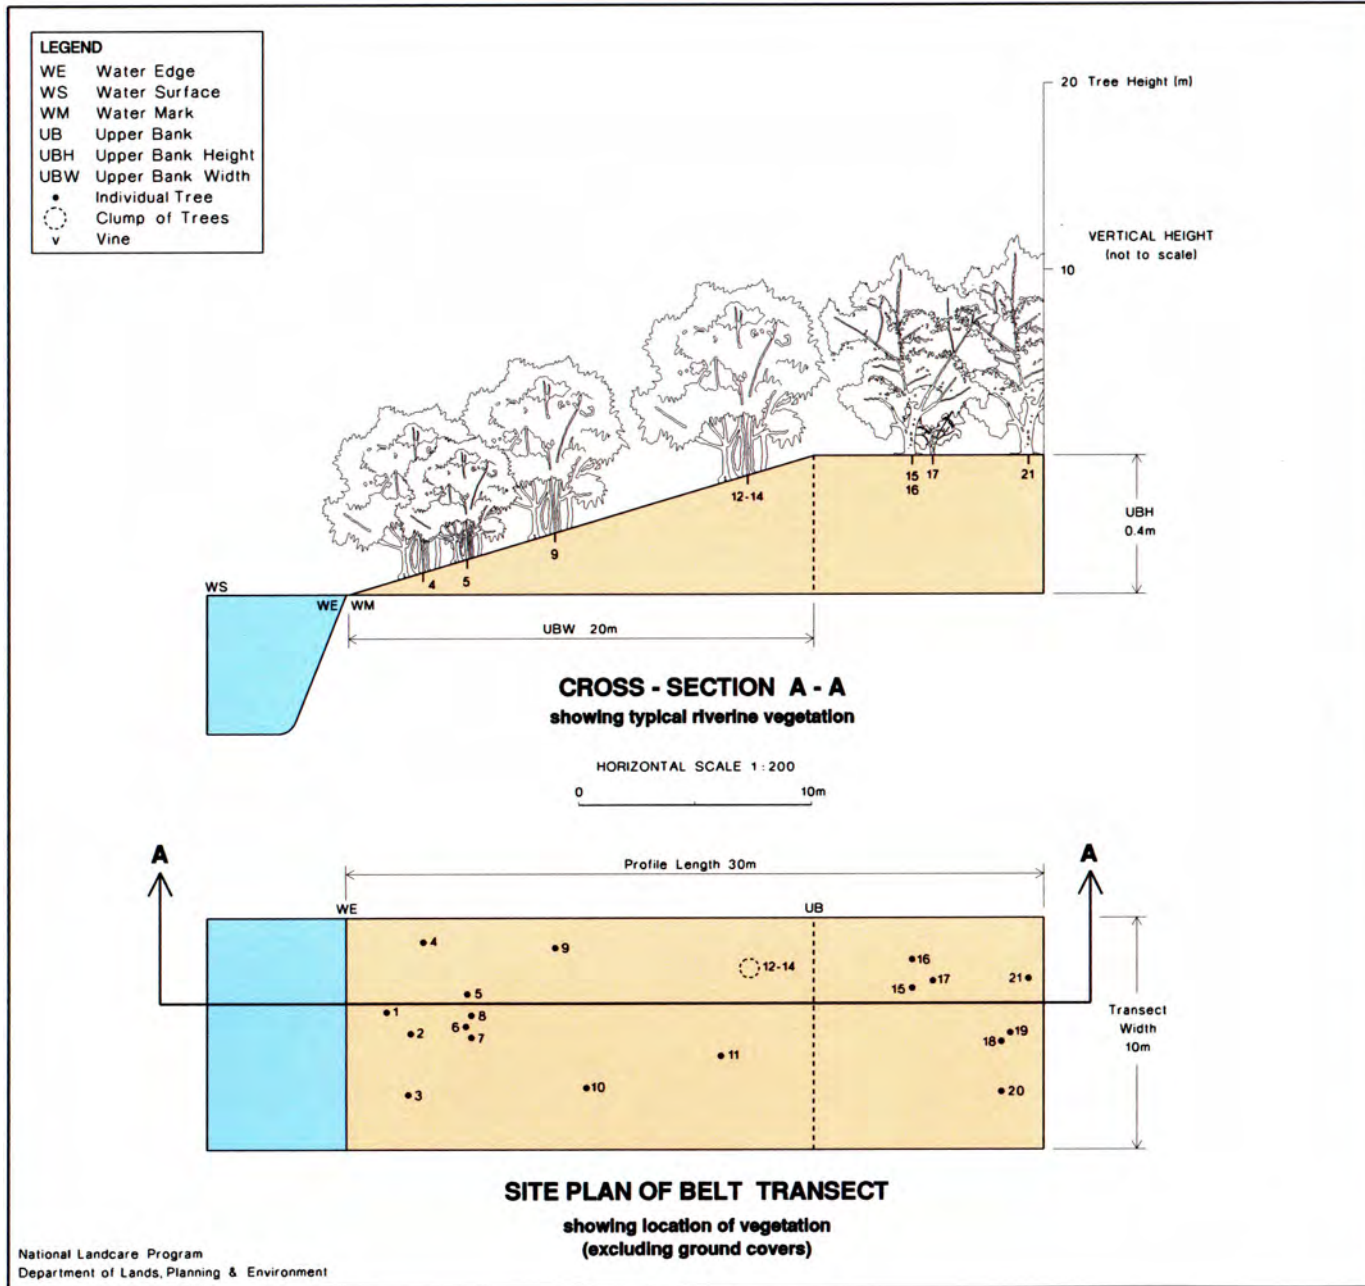 LEGEND
WE Water Edge
WS Water Surface
WM Water Mark
UB Upper Bank
UBH Upper Bank Height
UBW Upper Bank Width
Individual Tree
Clump of Trees
v Vine
20 Tree Height (m)
VERTICAL HEIGHT
(not to scale)
10
12-14
15
16
17
21
UBH
0.4m
9
5
4
WS
WE
WM
UBW 20m
CROSS - SECTION A - A
showing typical riverine vegetation
HORIZONTAL SCALE 1 : 200
0
10m
A
A
Profile Length 30m
WE
UB
4
9
12-14
16
17
15
21
5
1
8
6
2
7
3
10
11
19
18
20
Transect
Width
10m
SITE PLAN OF BELT TRANSECT
showing location of vegetation
(excluding ground covers)
National Landcare Program
Department of Lands, Planning & Environment